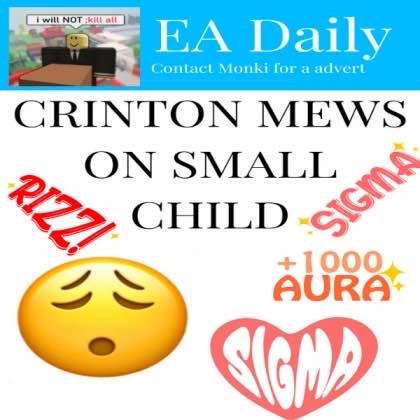 i will NOT ;kill all
EA Daily
Contact Monki for a advert
CRINTON MEWS
ON SMALL
CHILD
RIZZ!
SIGMA
+1000
AURA
SIGMA